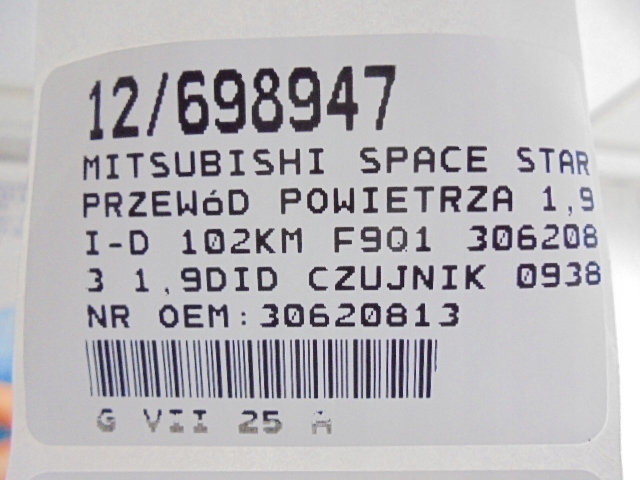 12/698947
MITSUBISHI SPACE STAR
PRZEWóD POWIETRZA 1,9
I-D 102KM F9Q1 306208
3 1,9DID CZUJNIK 0938
NR OEM:30620813
G VII 25 A